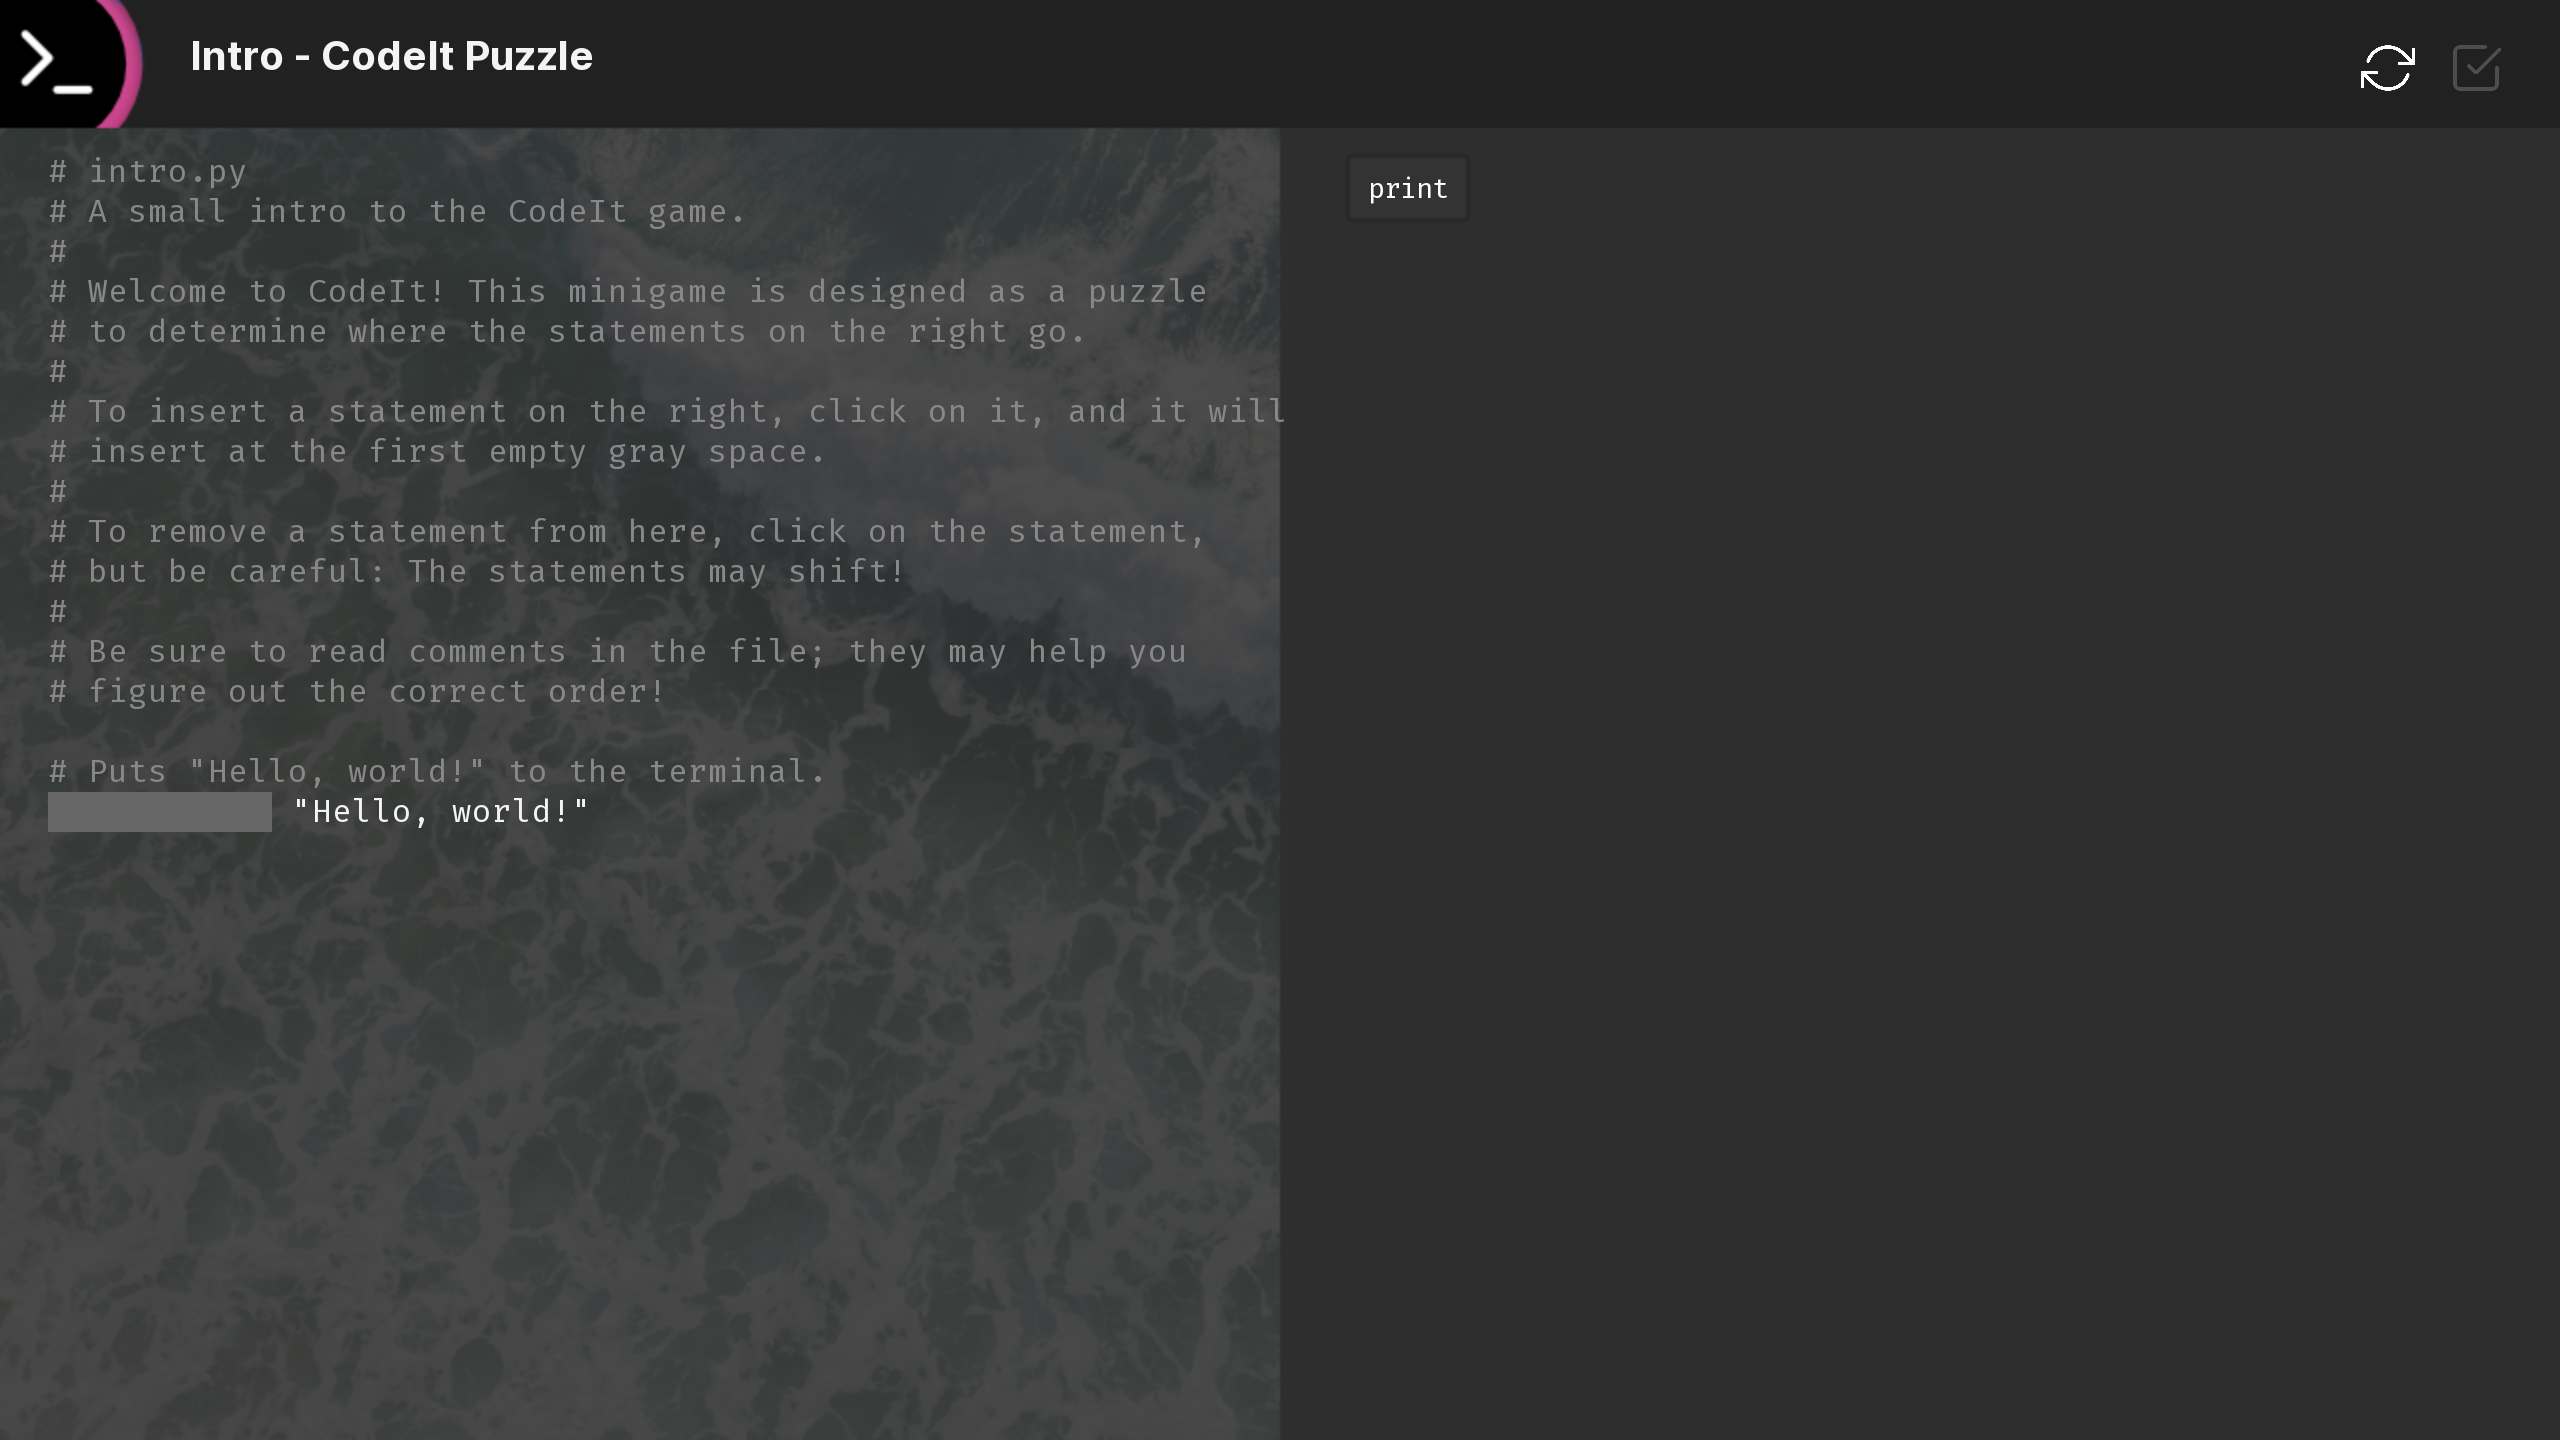 Intro - CodeIt Puzzle
# intro.py
# A small intro to the CodeIt game.
#
# Welcome to CodeIt! This minigame is designed as a puzzle
# to determine where the statements on the right go.
#
# To insert a statement on the right, click on it, and it will
# insert at the first empty gray space.
#
# To remove a statement from here, click on the statement,
# but be careful: The statements may shift!
#
# Be sure to read comments in the file; they may help you
# figure out the correct order!
# Puts "Hello, world!" to the terminal.
"Hello, world!"
print